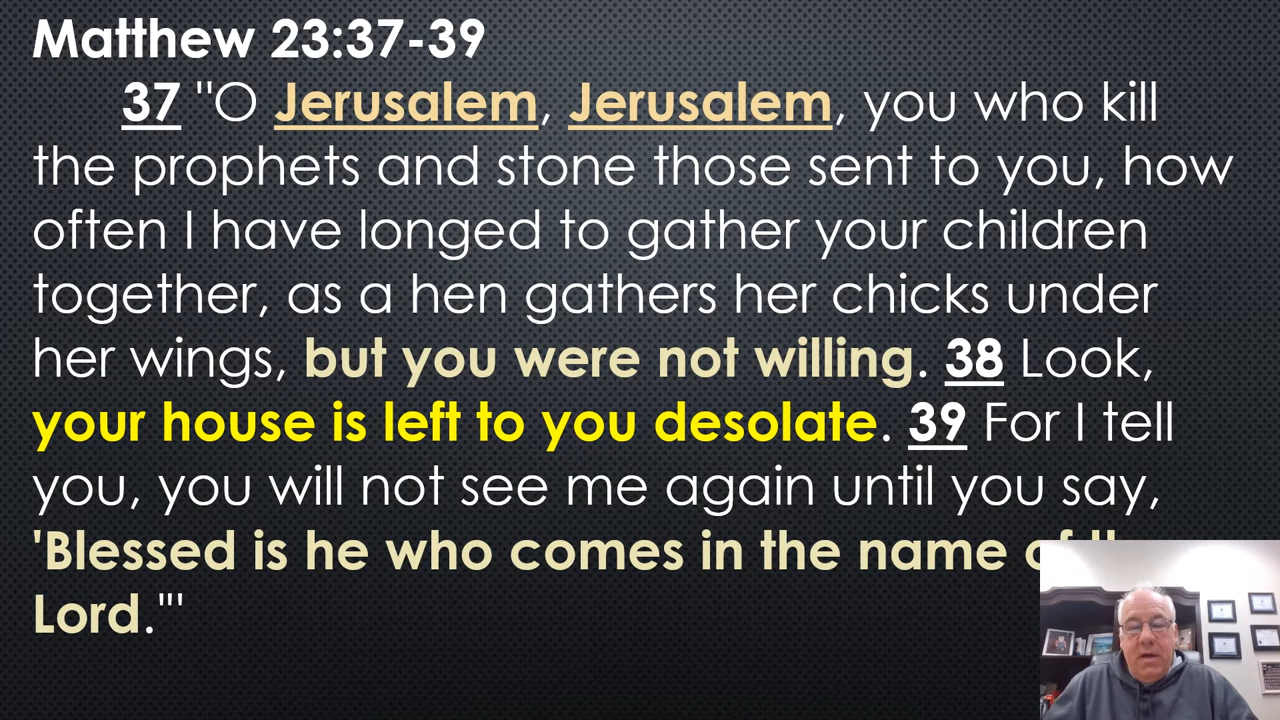 Matthew 23:37-39
37 "O Jerusalem, Jerusalem, you who kill
the prophets and stone those sent to you, how
often I have longed to gather your children
together, as a hen gathers her chicks under
her wings, but you were not willing. 38 Look,
your house is left to you desolate. 39 For I tell
you, you will not see me again until you say,
'Blessed is he who comes in the name of
Lord."'